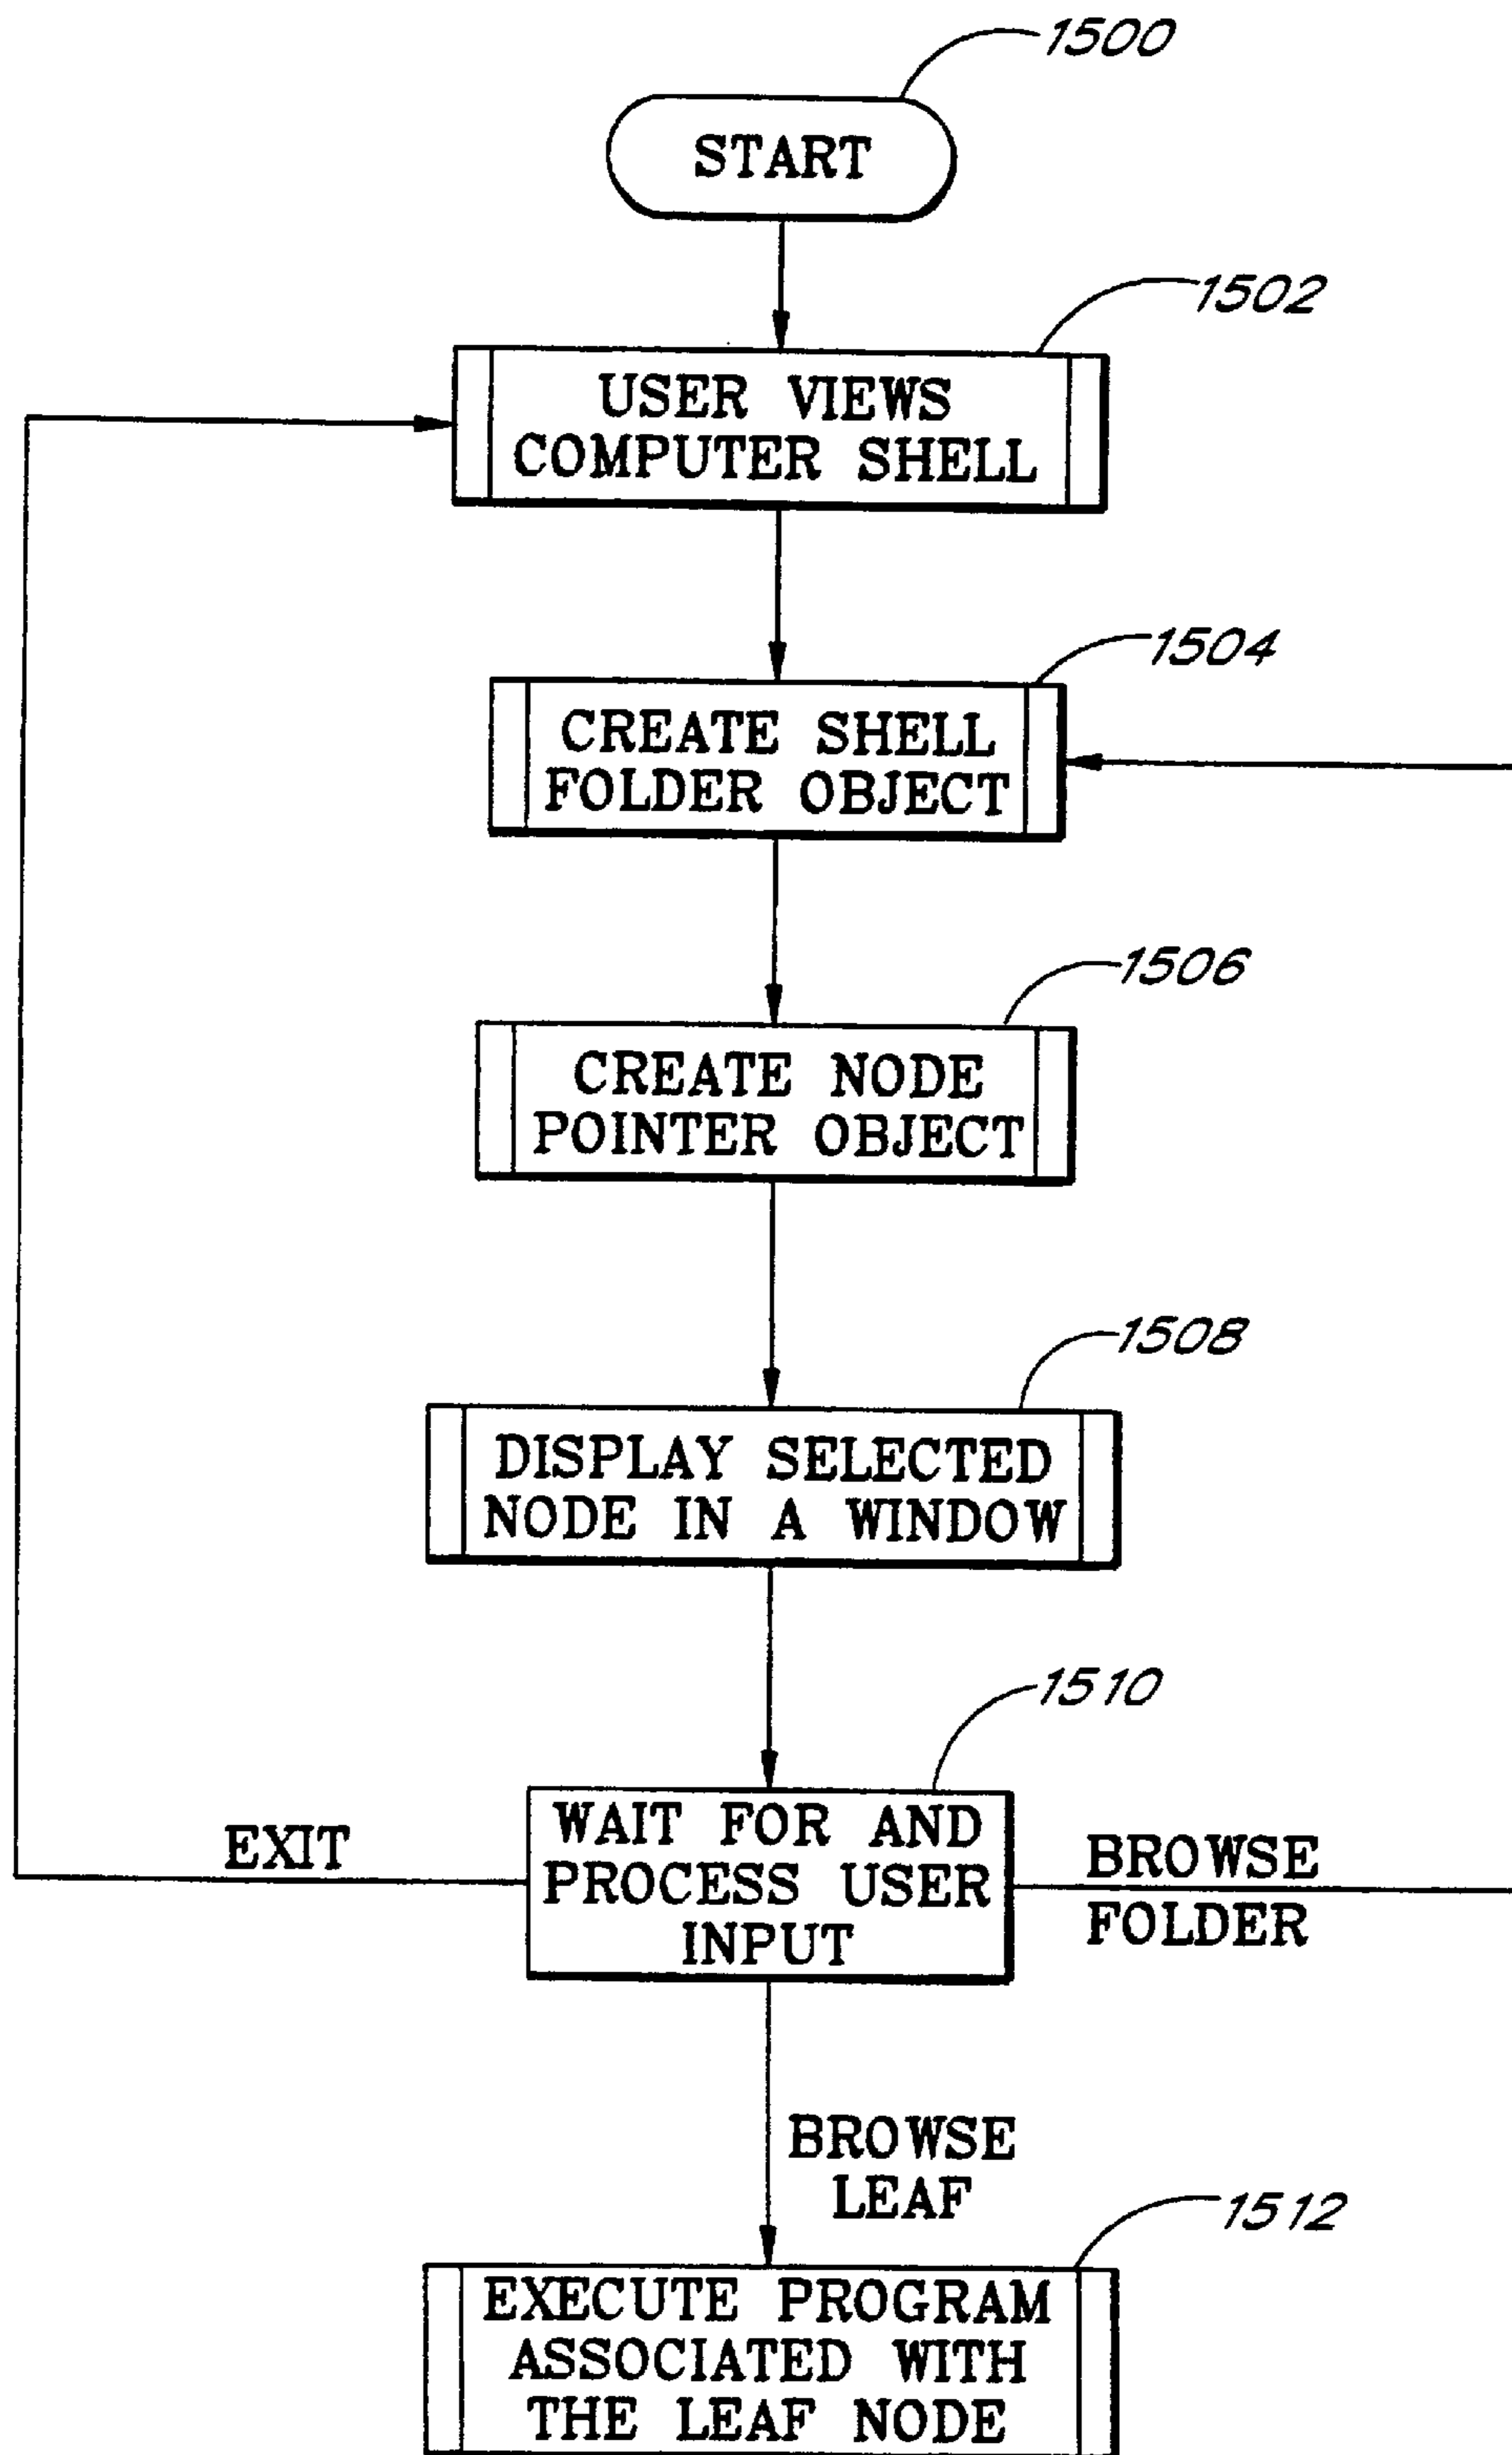 1500
START
1502
USER VIEWS
COMPUTER SHELL
1504
CREATE SHELL
FOLDER OBJECT
1506
CREATE NODE
POINTER OBJECT
1508
DISPLAY SELECTED
NODE IN A WINDOW
1510
WAIT FOR AND
PROCESS USER
INPUT
EXIT
BROWSE
FOLDER
BROWSE
LEAF
1512
EXECUTE PROGRAM
ASSOCIATED WITH
THE LEAF NODE